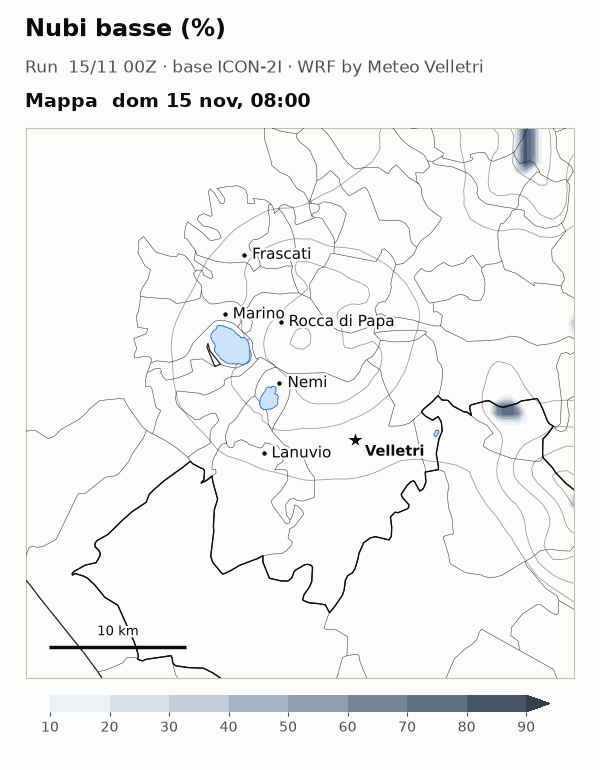 Nubi basse (%)
Run  15/11 00Z · base ICON-2I · WRF by Meteo Velletri
Mappa  dom 15 nov, 08:00
Frascati
Marino
Rocca di Papa
Nemi
Velletri
Lanuvio
10 km
10 20 30 40 50 60 70 80 90